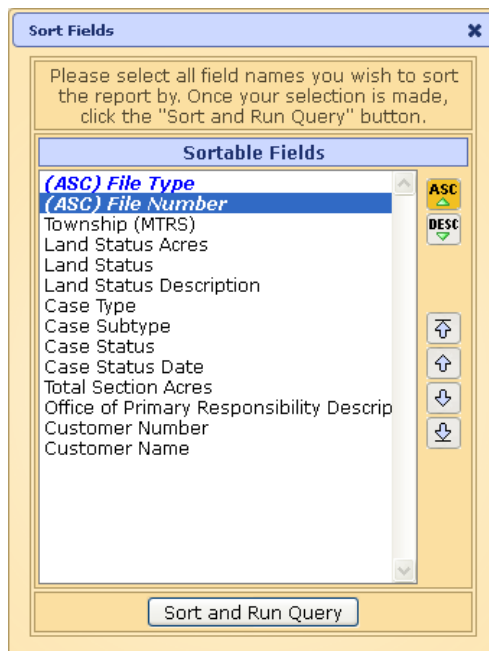 Sort Fields
Please select all field names you wish to sort
the report by. Once your selection is made,
click the "Sort and Run Query" button.
Sortable Fields
(ASC) File Type
(ASC) File Number
Township (MTRS)
Land Status Acres
Land Status
Land Status Description
Case Type
Case Subtype
Case Status
Case Status Date
Total Section Acres
Office of Primary Responsibility Descrip
Customer Number
Customer Name
ASC
DESC
Sort and Run Query